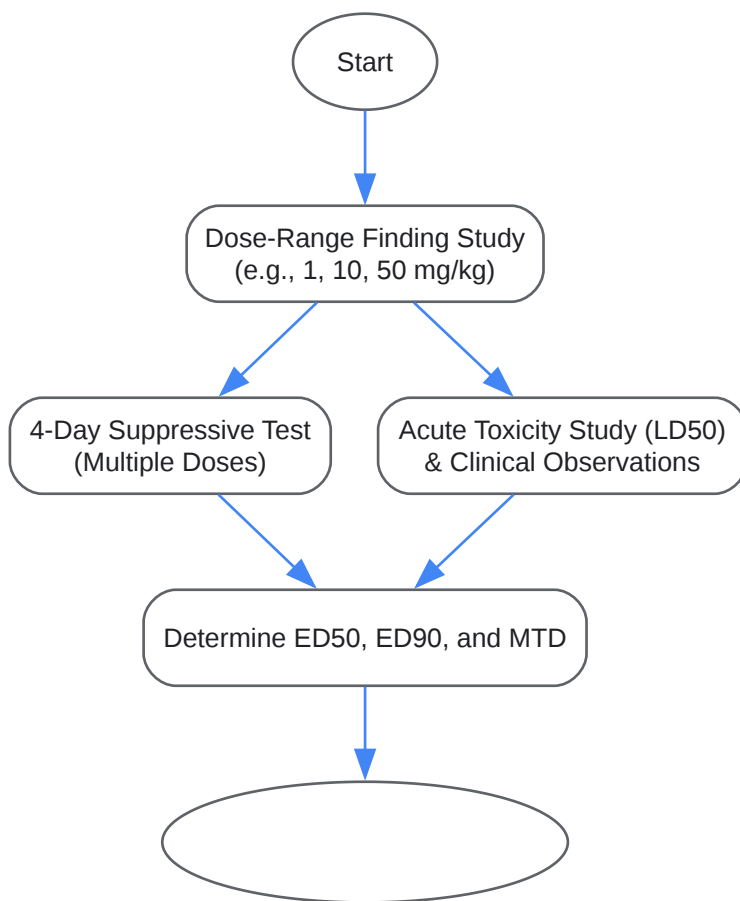 Start
Dose-Range Finding Study
(e.g., 1, 10, 50 mg/kg)
4-Day Suppressive Test
(Multiple Doses)
Acute Toxicity Study (LD50)
& Clinical Observations
Determine ED50, ED90, and MTD